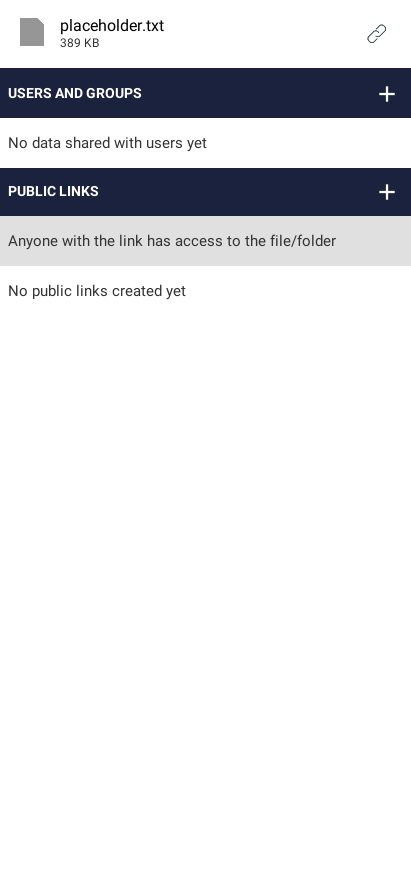 placeholder.txt
389 KB
USERS AND GROUPS
No data shared with users yet
PUBLIC LINKS
Anyone with the link has access to the file/folder
No public links created yet